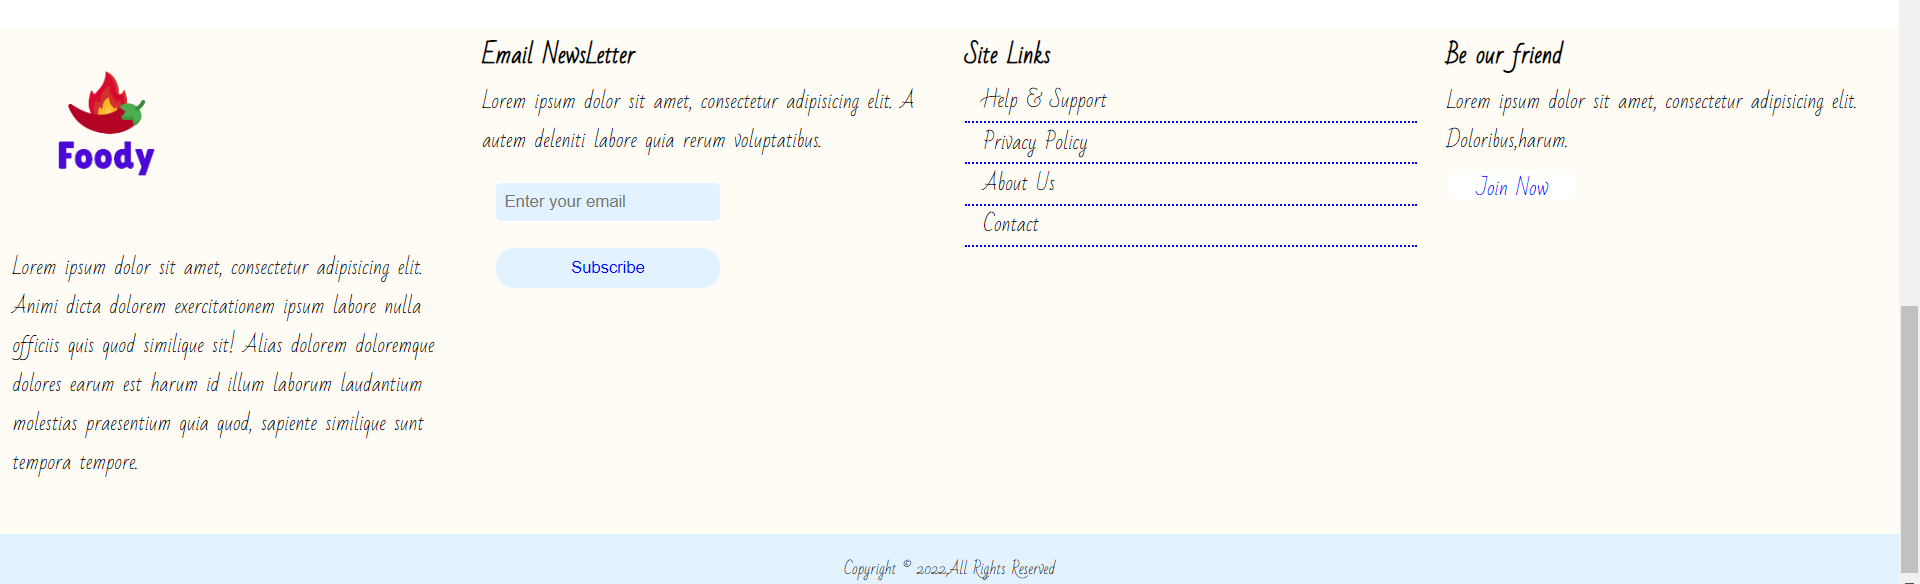 Foody
Lorem ipsum dolor sit amet, consectetur adipisicing elit.
Animi dicta dolorem exercitationem ipsum labore nulla
officiis quis quod similique sit! Alias dolorem doloremque
dolores earum est harum id illum laborum laudantium
molestias praesentium quia quod, sapiente similique sunt
tempora tempore.
Email NewsLetter
Lorem ipsum dolor sit amet, consectetur adipisicing elit. A
autem deleniti labore quia rerum voluptatibus.
Enter your email
Subscribe
Site Links
Help & Support
Privacy Policy
About Us
Contact
Be our friend
Lorem ipsum dolor sit amet, consectetur adipisicing elit.
Doloribus,harum.
Join Now
Copyright © 2022,All Rights Reserved